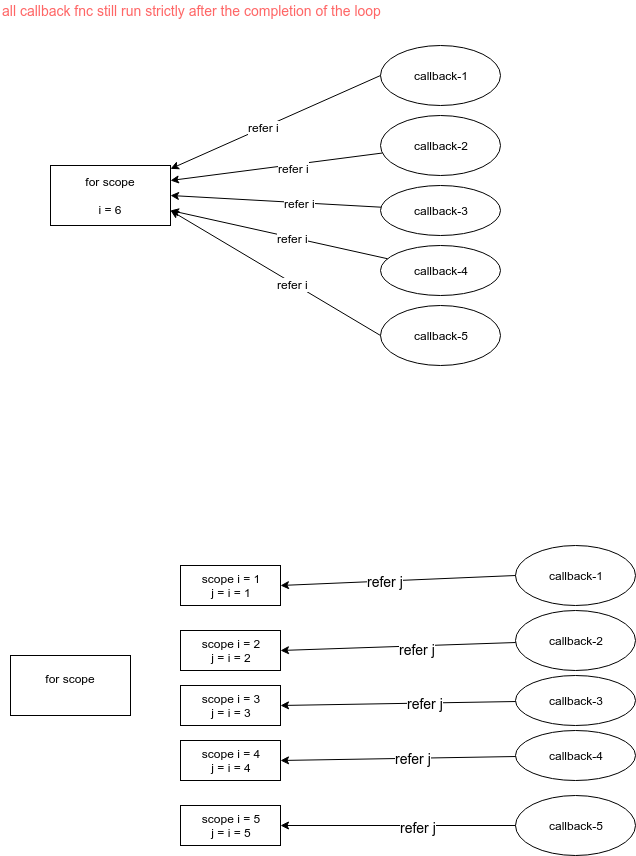 all callback fnc still run strictly after the completion of the loop
callback-1
refer i
callback-2
refer i
for scope
i = 6
refer i
callback-3
refer i
callback-4
refer i
callback-5
scope i = 1
j = i = 1
refer j
callback-1
scope i = 2
j = i = 2
refer j
callback-2
for scope
scope i = 3
j = i = 3
refer j
callback-3
scope i = 4
j = i = 4
refer j
callback-4
scope i = 5
j = i = 5
refer j
callback-5